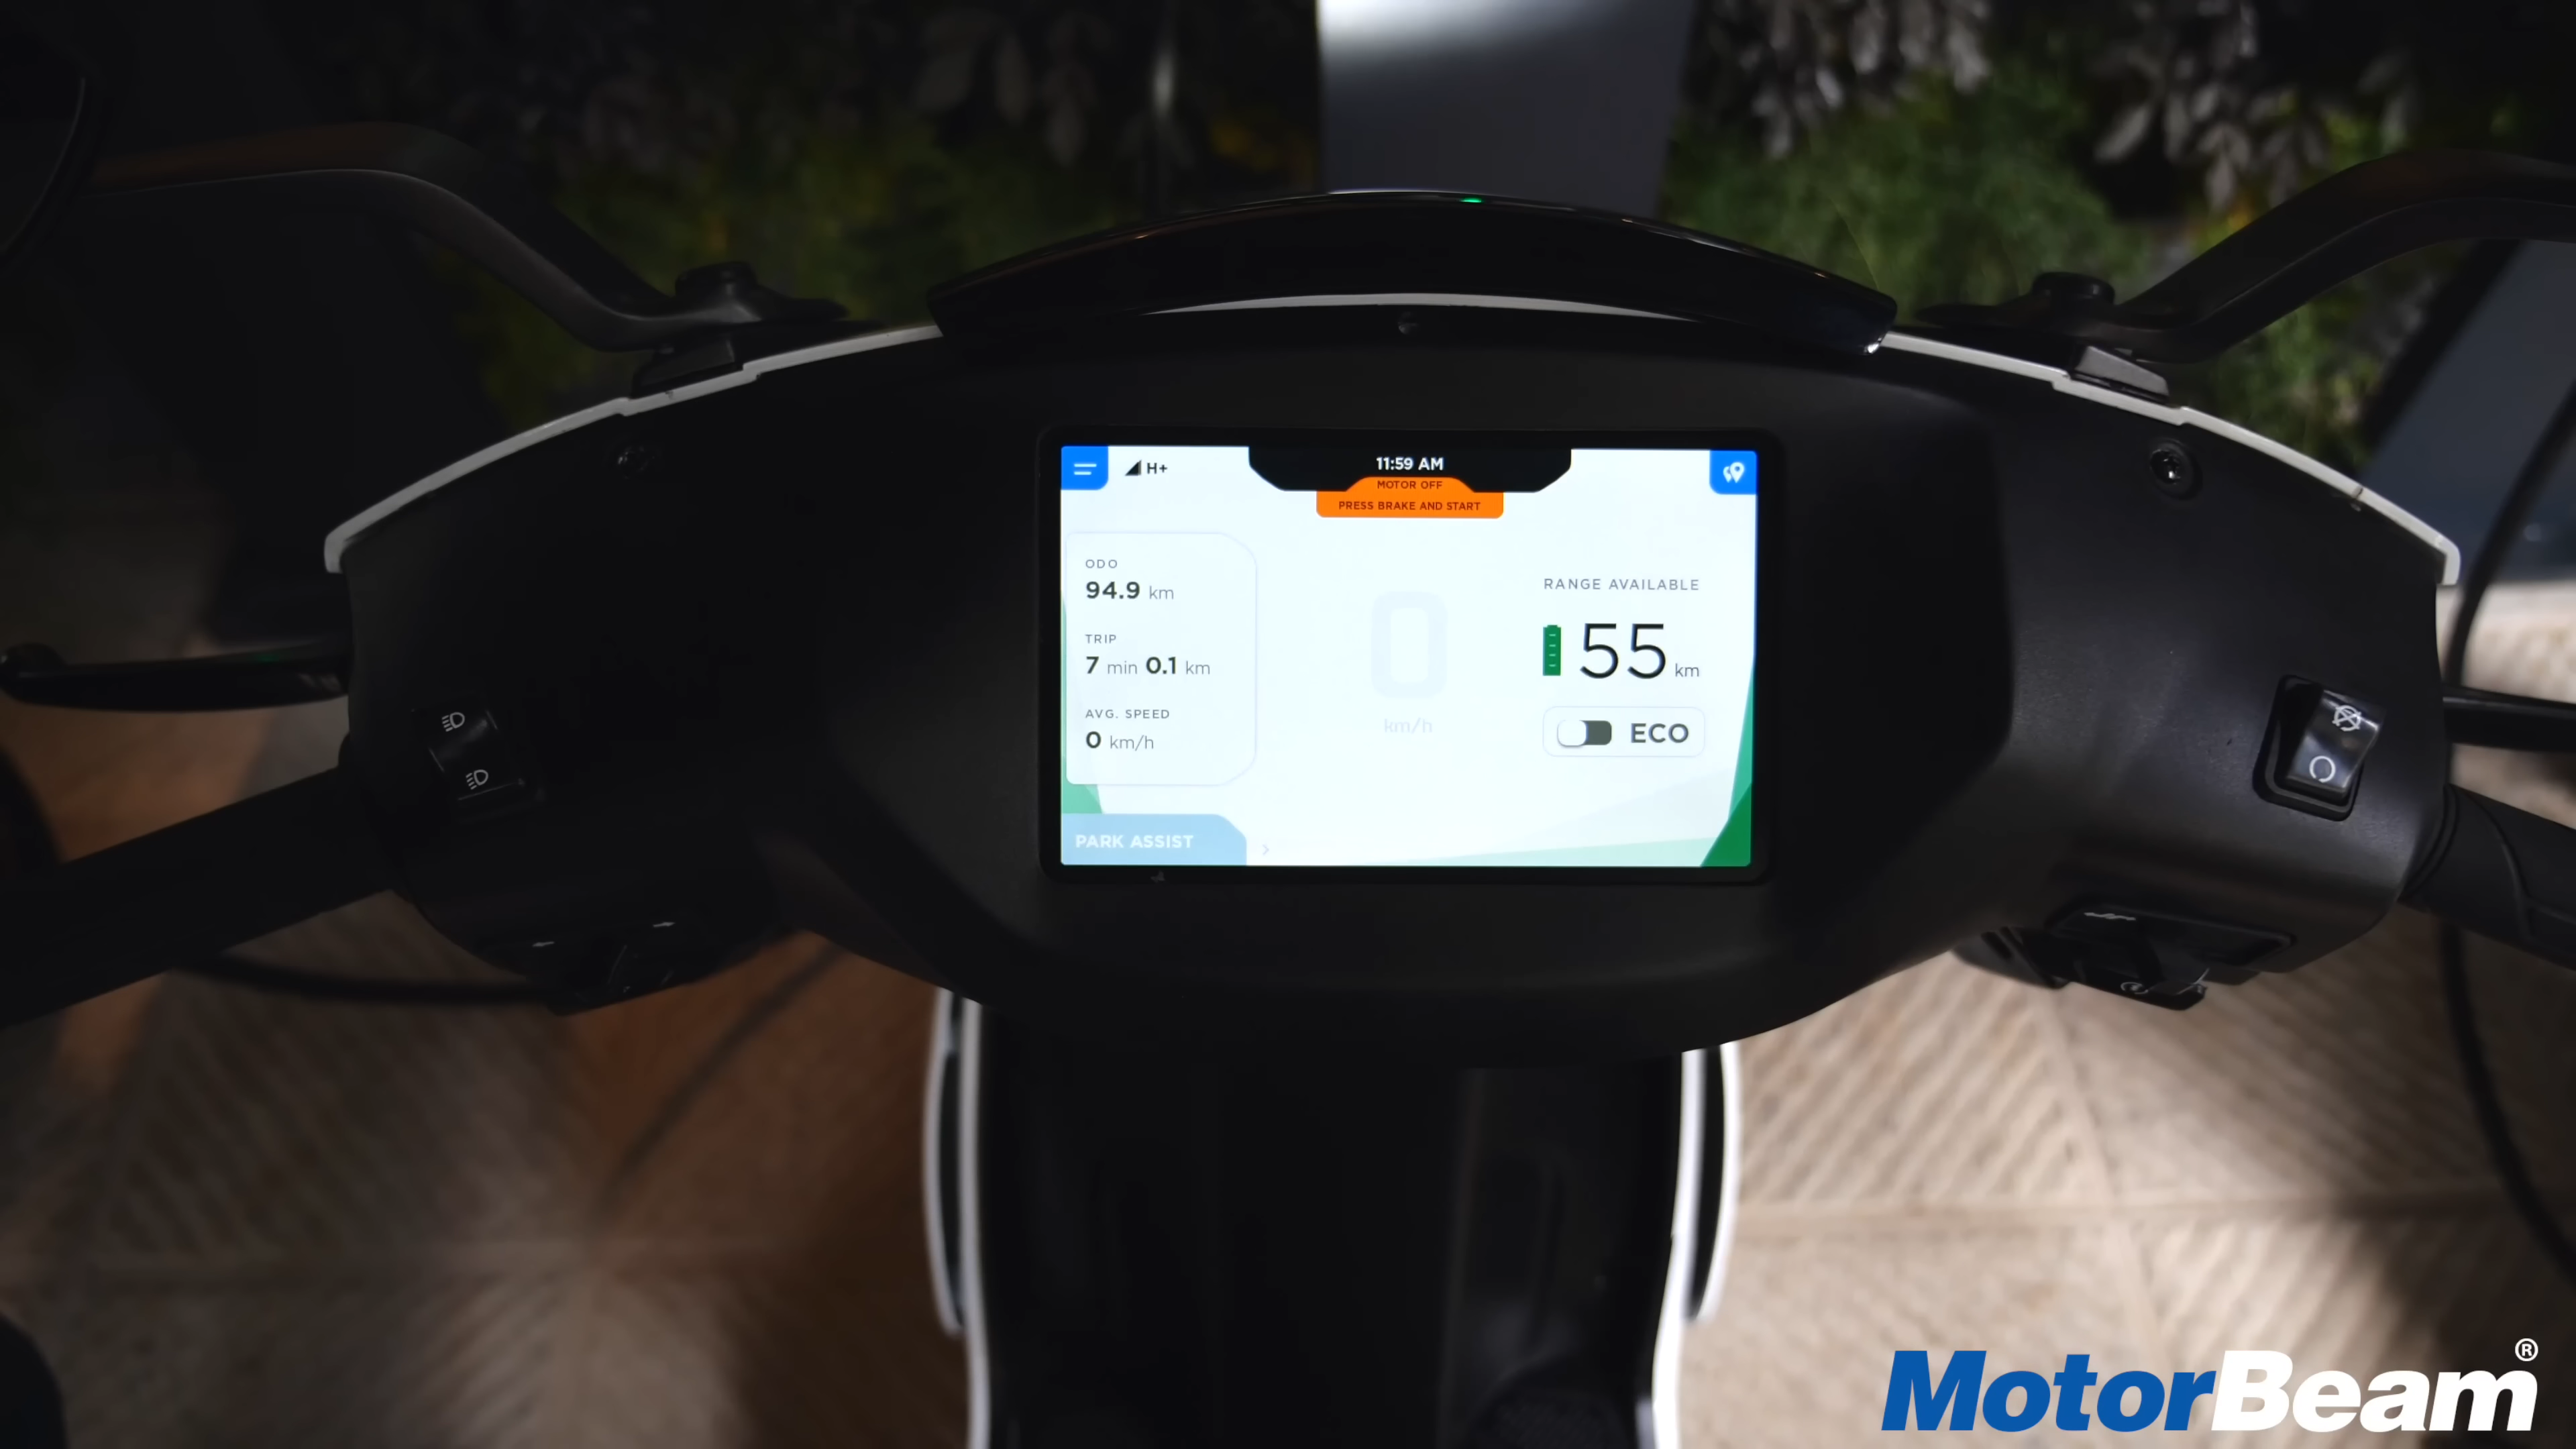 H+
11:59 AM
MOTOR OFF
PRESS BRAKE AND START
ODO
94.9 km
TRIP
7 min 0.1 km
AVG. SPEED
0 km/h
0
km/h
RANGE AVAILABLE
55 km
ECO
PARK ASSIST
MotorBeam®